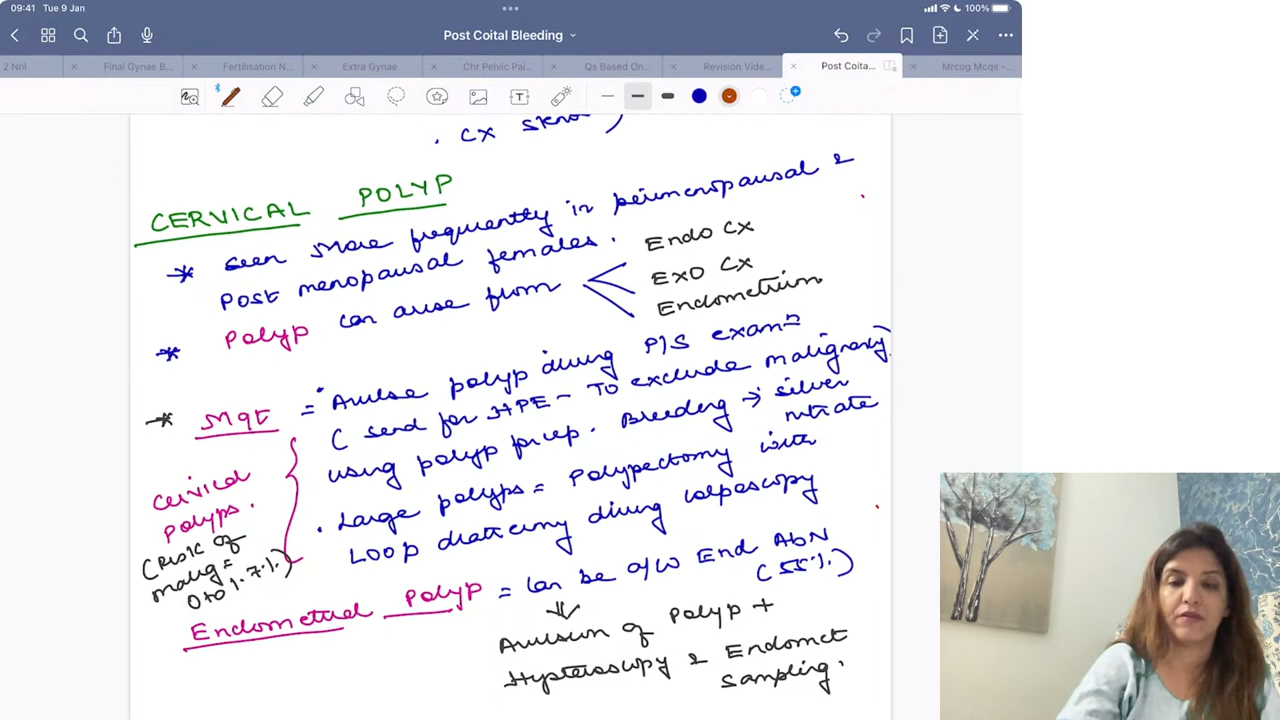 09:41 Tue 9 Jan
100%
Post Coital Bleeding
2 Nnl
Final Gynae B...
Fertilisation N...
Extra Gynae
Chr Pelvic Pai...
Qs Based On...
Revision Vide...
Post Coita...
Mrcog Mcqs -...
. CX
CERVICAL POLYP
* Seen More frequently in perimenopausal &
Post menopausal females.
* Polyp can arise from
Endo CX
EXO CX
Endometrium
* Mgt = Avulse polyp during P/S exam
( send for HPE - To exclude malignancy)
using polyp forcep. Bleeding → silver
nitrate
. Large polyps = Polypectomy with
Loop diathermy during colposcopy
Cervical
polyps.
(Risk of
malig =
0 to 1.7%)
Endometrial Polyp = Can be a/w End AbN
(55%)
Avulsion of Polyp +
Hysteroscopy & Endomet
sampling.